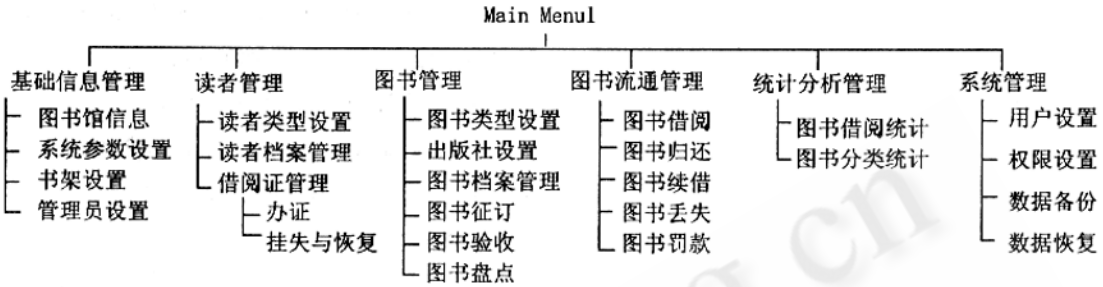 Main Menul
基础信息管理
图书馆信息
系统参数设置
书架设置
管理员设置
读者管理
读者类型设置
读者档案管理
借阅证管理
办证
挂失与恢复
图书管理
图书类型设置
出版社设置
图书档案管理
图书征订
图书验收
图书盘点
图书流通管理
图书借阅
图书归还
图书续借
图书丢失
图书罚款
统计分析管理
图书借阅统计
图书分类统计
系统管理
用户设置
权限设置
数据备份
数据恢复